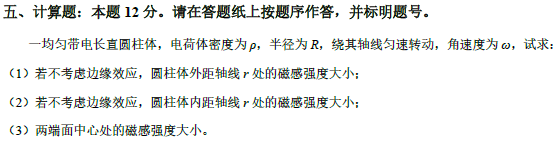 五、计算题：本题 12 分。请在答题纸上按题序作答，并标明题号。
一均匀带电长直圆柱体，电荷体密度为 ρ，半径为 R，绕其轴线匀速转动，角速度为 ω，试求：
（1）若不考虑边缘效应，圆柱体外距轴线 r 处的磁感强度大小；
（2）若不考虑边缘效应，圆柱体内距轴线 r 处的磁感强度大小；
（3）两端面中心处的磁感强度大小。